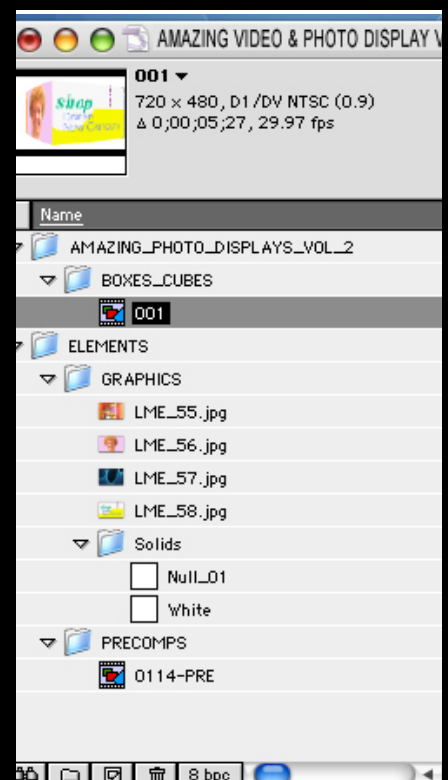 AMAZING VIDEO & PHOTO DISPLAY
001
720 x 480, D1/DV NTSC (0.9)
Δ 0;00;05;27, 29.97 fps
Name
AMAZING_PHOTO_DISPLAYS_VOL_2
BOXES_CUBES
001
ELEMENTS
GRAPHICS
LME_55.jpg
LME_56.jpg
LME_57.jpg
LME_58.jpg
Solids
Null_01
White
PRECOMPS
0114-PRE
8 bpc